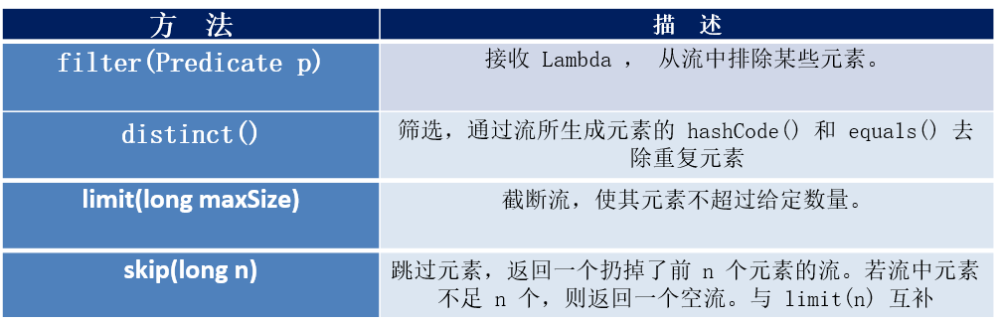 方 法
描 述
filter(Predicate p)
接收 Lambda ， 从流中排除某些元素。
distinct()
筛选，通过流所生成元素的 hashCode() 和 equals() 去
除重复元素
limit(long maxSize)
截断流，使其元素不超过给定数量。
skip(long n)
跳过元素，返回一个扔掉了前 n 个元素的流。若流中元素
不足 n 个，则返回一个空流。与 limit(n) 互补